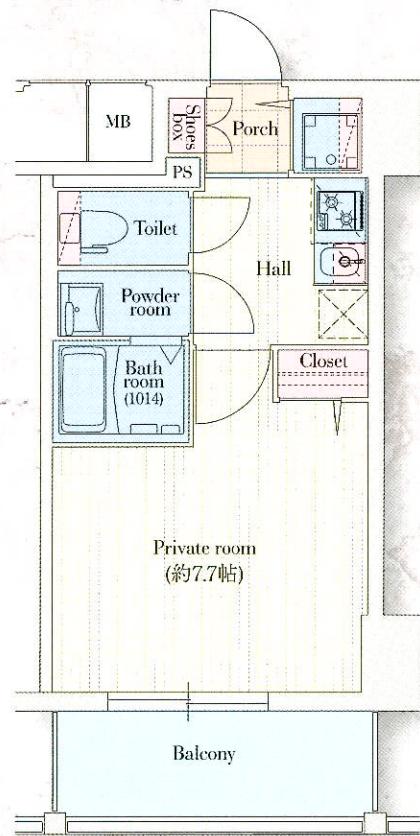 MB
Shoes
box
Porch
PS
Toilet
Hall
Powder
room
Bath
room
(1014)
Closet
Private room
(約7.7帖)
Balcony